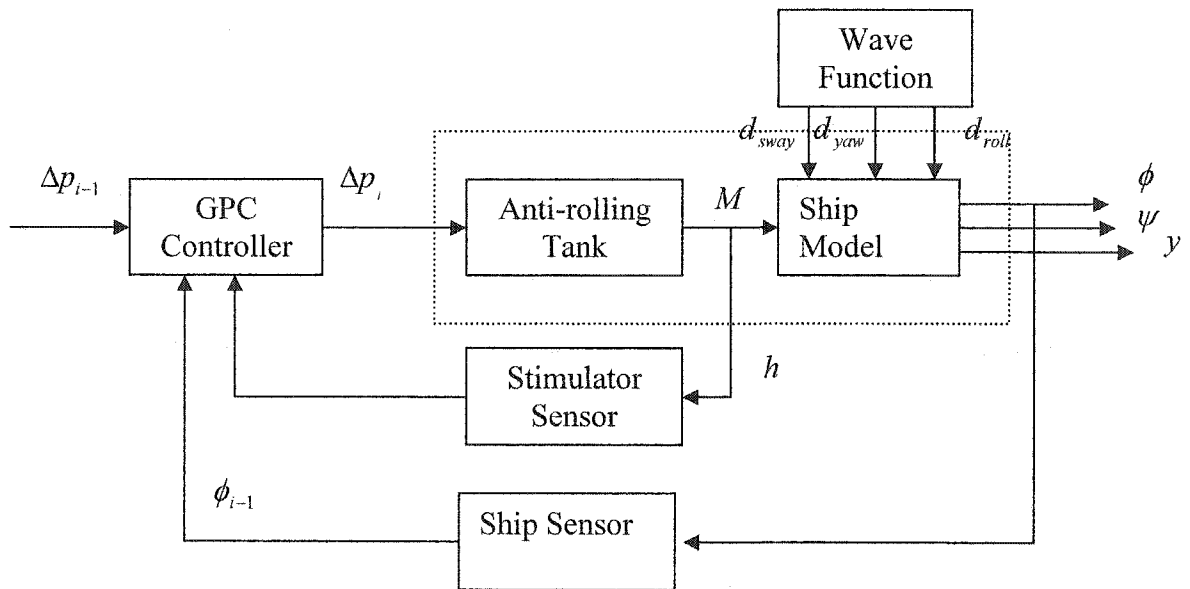 Wave
Function
d_sway d_yaw d_roll
Δp_{i-1}
GPC
Controller
Δp_i
Anti-rolling
Tank
M
Ship
Model
ϕ
ψ
y
Stimulator
Sensor
h
ϕ_{i-1}
Ship Sensor